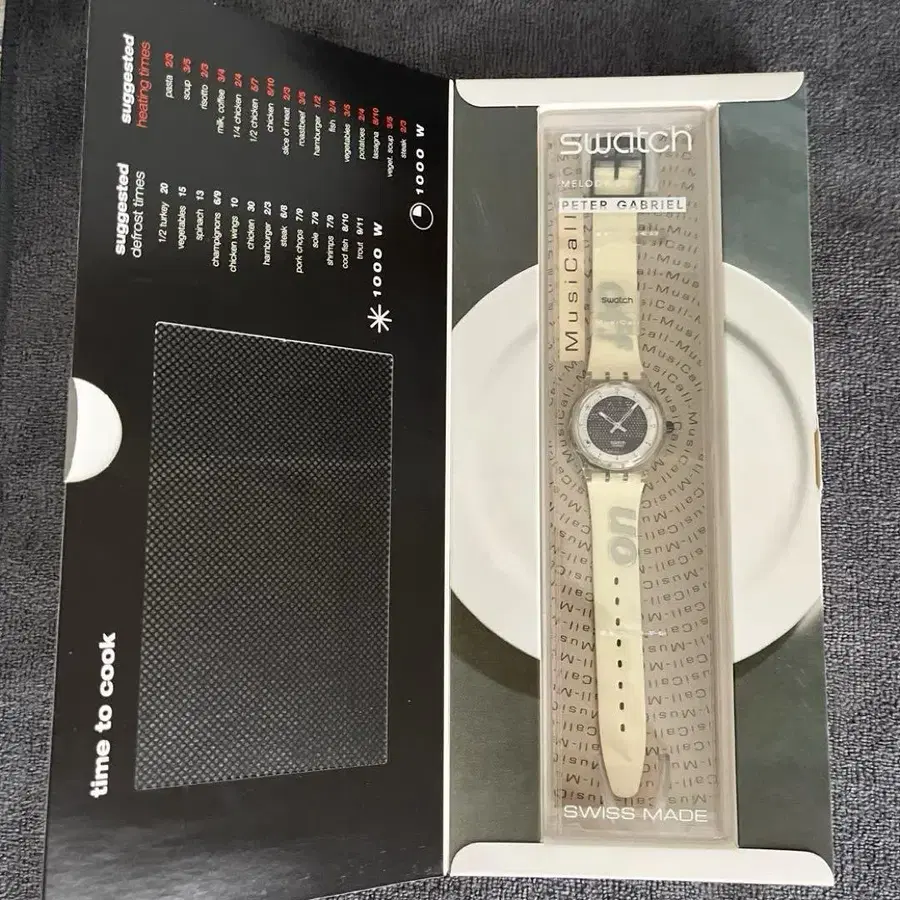 suggested
heating times
pasta 2/3
soup 3/5
risotto 2/3
milk, coffee 3/4
1/4 chicken 2/4
1/2 chicken 5/7
chicken 8/10
slice of meat 2/3
roastbeef 3/5
hamburger 1/2
fish 2/4
vegetables 3/5
potatoes 2/4
lasagna 8/10
veget. soup 3/5
steak 2/3
1000 W
suggested
defrost times
1/2 turkey 20
vegetables 15
spinach 13
champignons 6/9
chicken wings 10
chicken 30
hamburger 2/3
steak 6/8
pork chops 7/9
sole 7/9
shrimps 7/9
cod fish 8/10
trout 9/11
1000 W
time to cook
swatch
PETER GABRIEL
MusiCall
off
swatch
on
SWISS MADE